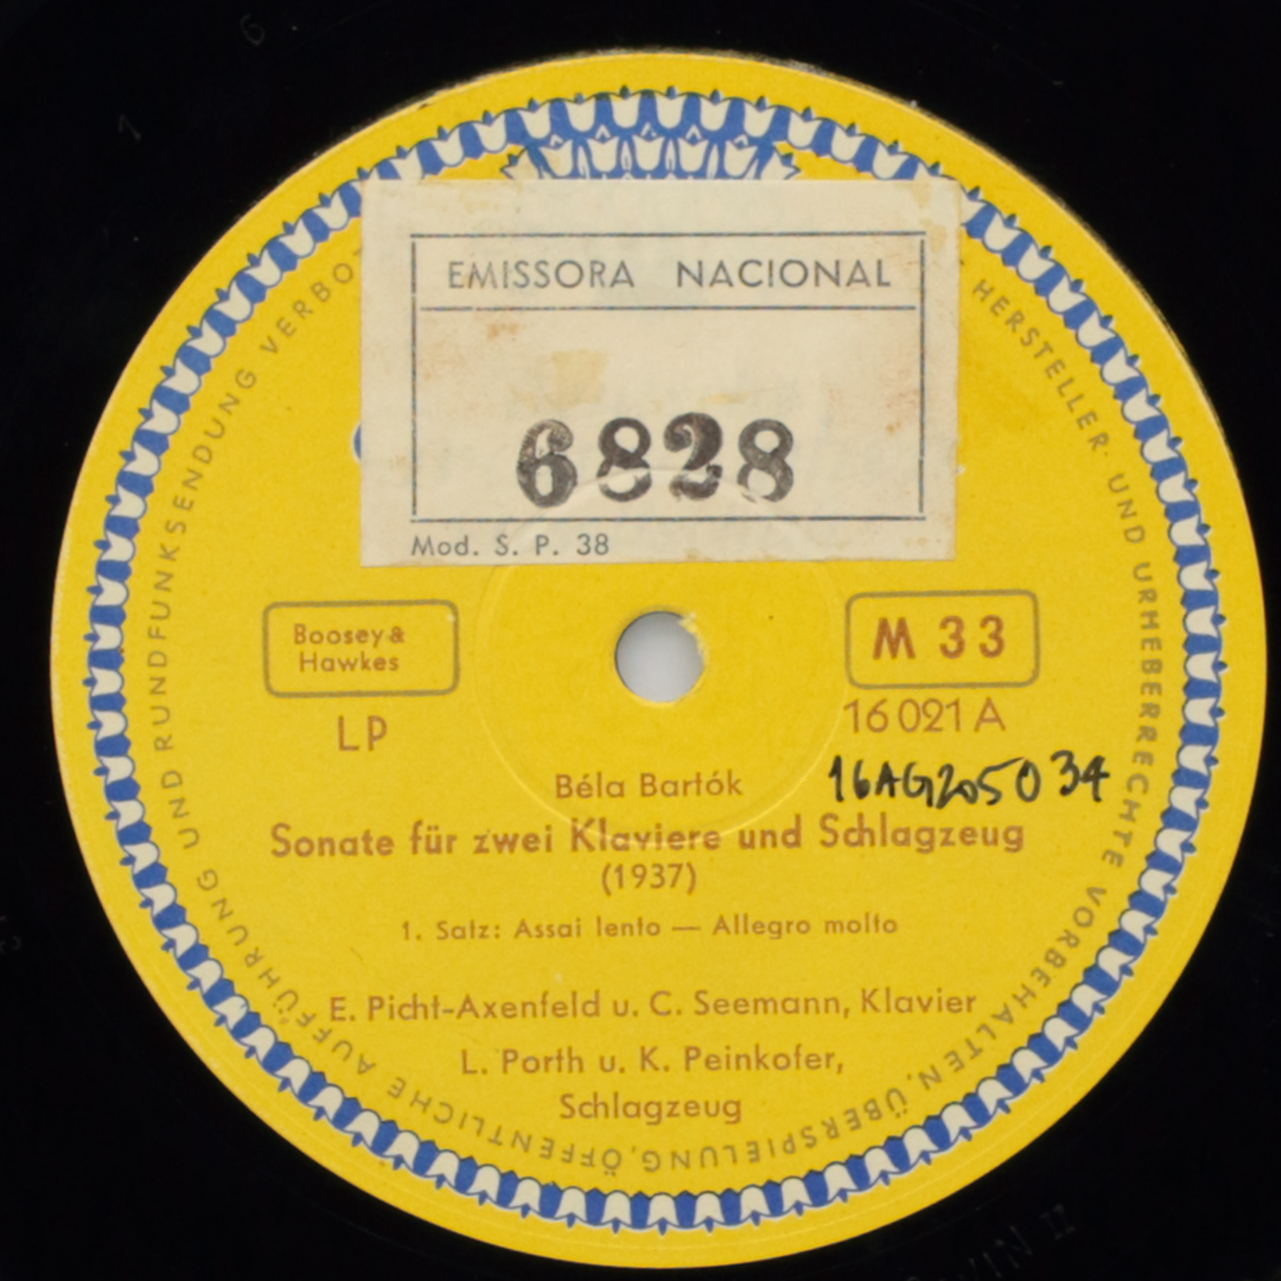 EMISSORA NACIONAL
6828
Mod. S. P. 38
Boosey &
Hawkes
LP
M 33
16 021 A
16AG205034
Béla Bartók
Sonate für zwei Klaviere und Schlagzeug
(1937)
1. Satz: Assai lento — Allegro molto
E. Picht-Axenfeld u. C. Seemann, Klavier
L. Porth u. K. Peinkofer,
Schlagzeug
HERSTELLER- UND URHEBERRECHTE VORBEHALTEN, ÜBERSPIELUNG, ÖFFENTLICHE AUFFÜHRUNG UND RUNDFUNKSENDUNG VERBO